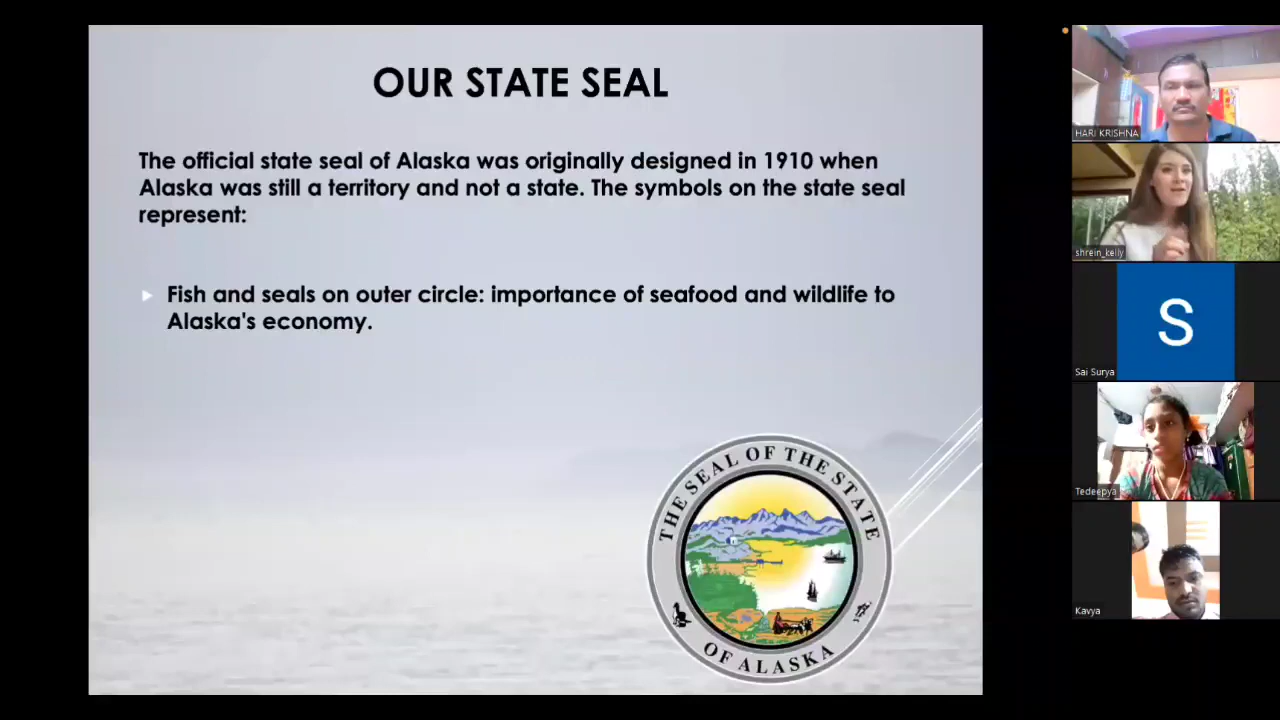 OUR STATE SEAL
The official state seal of Alaska was originally designed in 1910 when
Alaska was still a territory and not a state. The symbols on the state seal
represent:
Fish and seals on outer circle: importance of seafood and wildlife to
Alaska's economy.
THE SEAL OF THE STATE
OF ALASKA
HARI KRISHNA
shrein_kelly
S
Sai Surya
Tedeepya
Kavya